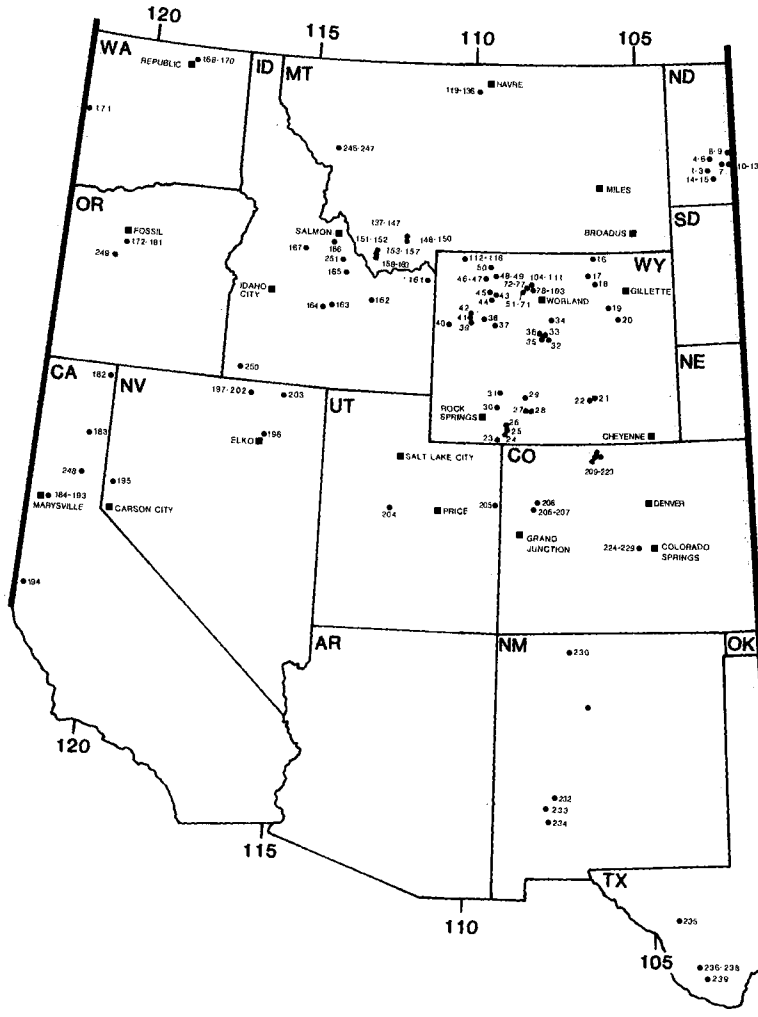 120
115
110
105
WA
REPUBLIC
168-170
ID
MT
HAVRE
119-136
ND
171
246-247
8-9
4-6
7
10-13
1-3
14-15
MILES
OR
FOSSIL
172-181
249
SALMON
166
167
137-147
151-152
148-150
153-157
158-160
251
165
161
BROADUS
SD
WY
112-118
16
50
46-47
48-49
104-111
17
18
72-77
78-103
GILLETTE
IDAHO
CITY
164
163
162
45
43
44
51-71
WORLAND
19
20
42
41
40
39
38
37
34
36
33
35
32
CA
182
NV
250
197-202
203
UT
NE
31
29
30
27
28
22
21
ROCK
SPRINGS
26
25
23
24
CHEYENNE
183
196
ELKO
248
195
184-193
MARYSVILLE
CARSON CITY
SALT LAKE CITY
CO
209-223
204
PRICE
205
206
206-207
DENVER
GRAND
JUNCTION
224-229
COLORADO
SPRINGS
194
AR
NM
OK
230
232
233
234
120
115
110
TX
235
105
236-238
239